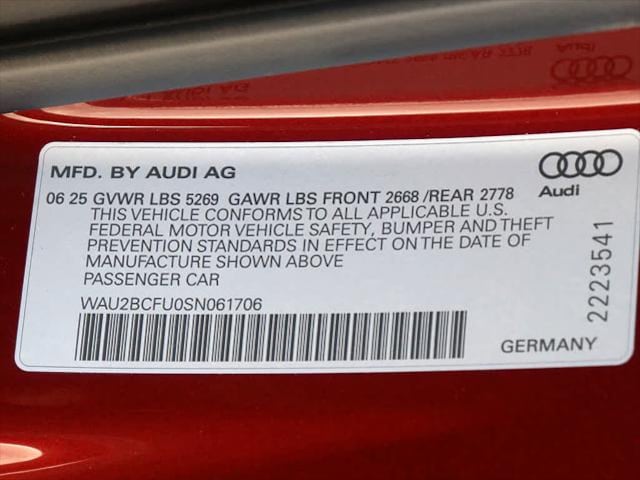 MFD. BY AUDI AG
06 25 GVWR LBS 5269 GAWR LBS FRONT 2668 /REAR 2778
THIS VEHICLE CONFORMS TO ALL APPLICABLE U.S.
FEDERAL MOTOR VEHICLE SAFETY, BUMPER AND THEFT
PREVENTION STANDARDS IN EFFECT ON THE DATE OF
MANUFACTURE SHOWN ABOVE
PASSENGER CAR
WAU2BCFU0SN061706
Audi
2223541
GERMANY